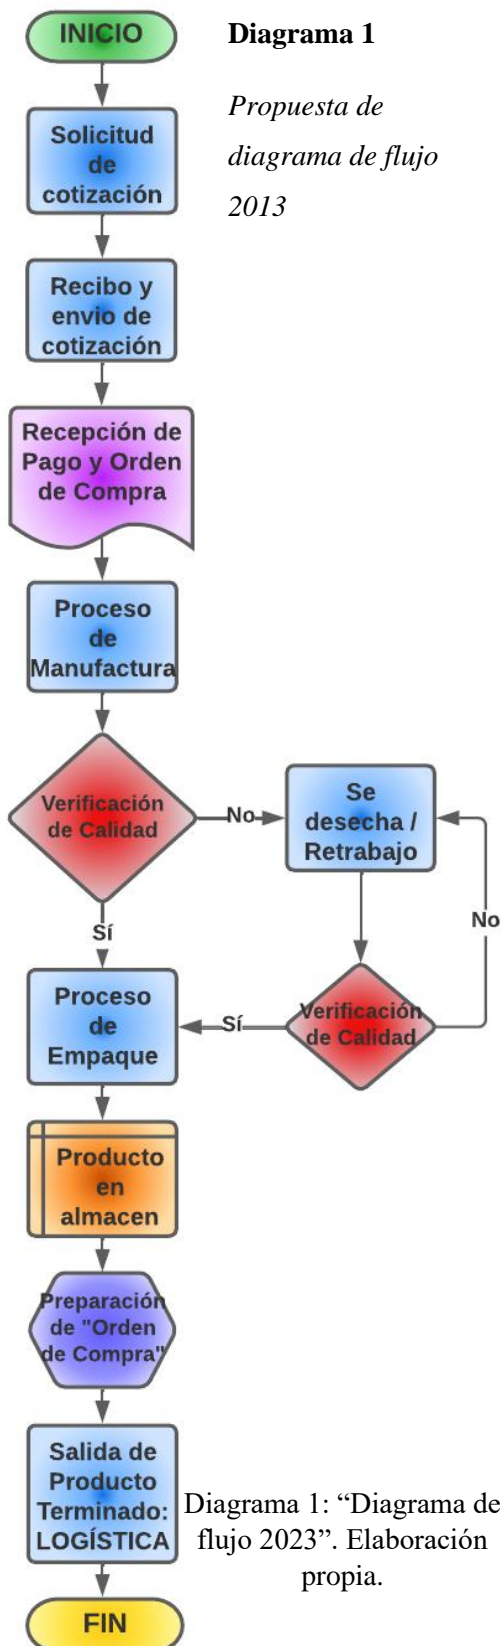 INICIO
Diagrama 1
Propuesta de
diagrama de flujo
2013
Solicitud
de
cotización
Recibo y
envio de
cotización
Recepción de
Pago y Orden
de Compra
Proceso
de
Manufactura
Verificación
de Calidad
No
Se
desecha /
Retrabajo
No
Sí
Proceso
de
Empaque
Sí
Verificación
de Calidad
Producto
en
almacen
Preparación
de "Orden
de Compra"
Salida de
Producto
Terminado:
LOGÍSTICA
Diagrama 1: “Diagrama de
flujo 2023”. Elaboración
propia.
FIN